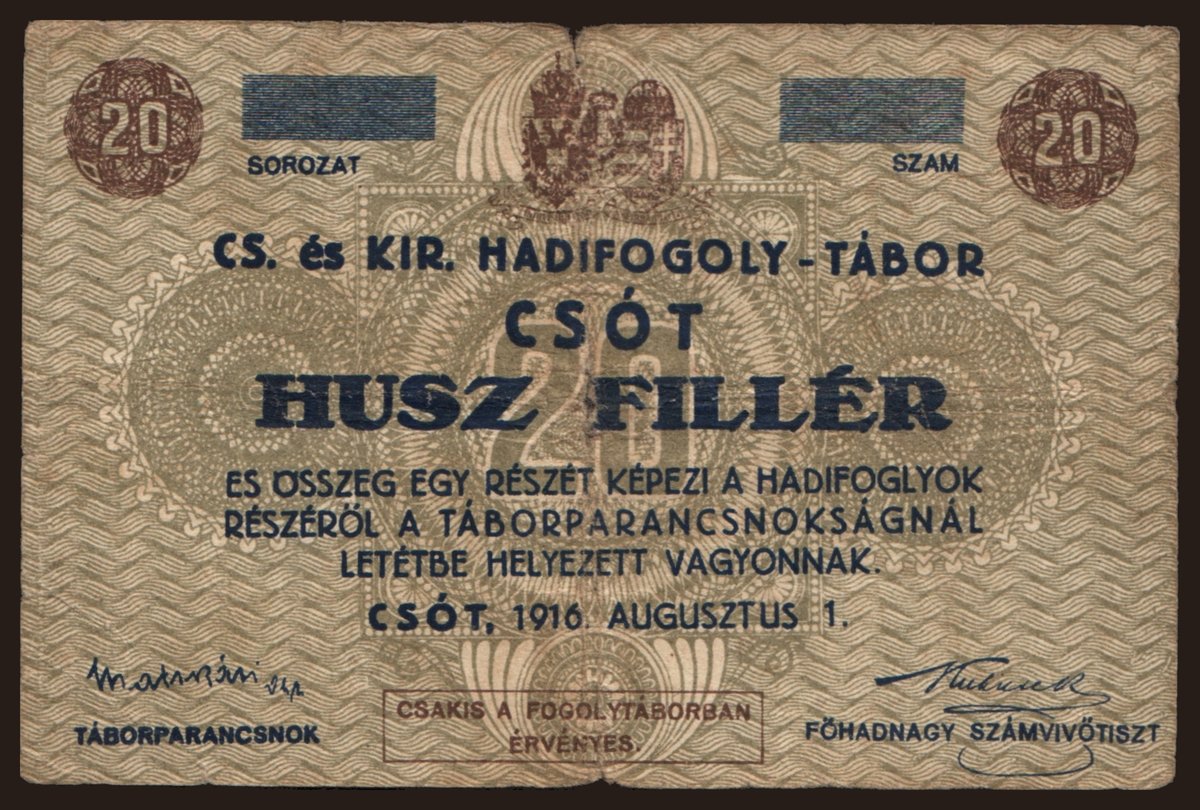 20
20
SOROZAT
SZAM
CS. és KIR. HADIFOGOLY-TÁBOR
CSÓT
20
HUSZ FILLÉR
ES ÖSSZEG EGY RÉSZÉT KÉPEZI A HADIFOGLYOK
RÉSZÉRŐL A TÁBORPARANCSNOKSÁGNÁL
LETÉTBE HELYEZETT VAGYONNAK.
CSÓT, 1916. AUGUSZTUS 1.
TÁBORPARANCSNOK
CSAKIS A FOGOLYTÁBORBAN
ÉRVÉNYES.
FŐHADNAGY SZÁMVIVŐTISZT